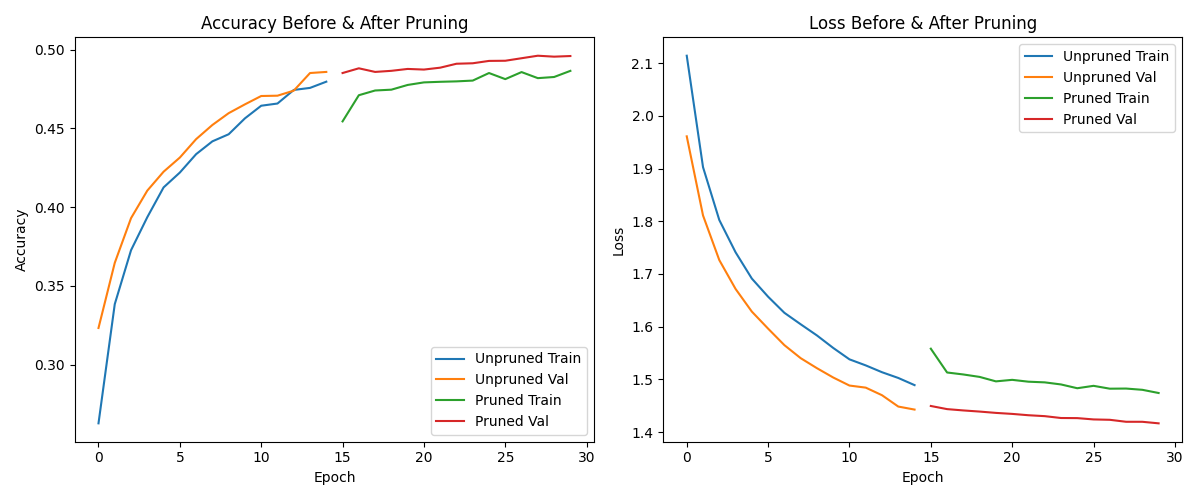 Accuracy Before & After Pruning
Accuracy
0.50
0.45
0.40
0.35
0.30
Unpruned Train
Unpruned Val
Pruned Train
Pruned Val
0 5 10 15 20 25 30
Epoch
Loss Before & After Pruning
Loss
2.1
2.0
1.9
1.8
1.7
1.6
1.5
1.4
Unpruned Train
Unpruned Val
Pruned Train
Pruned Val
0 5 10 15 20 25 30
Epoch